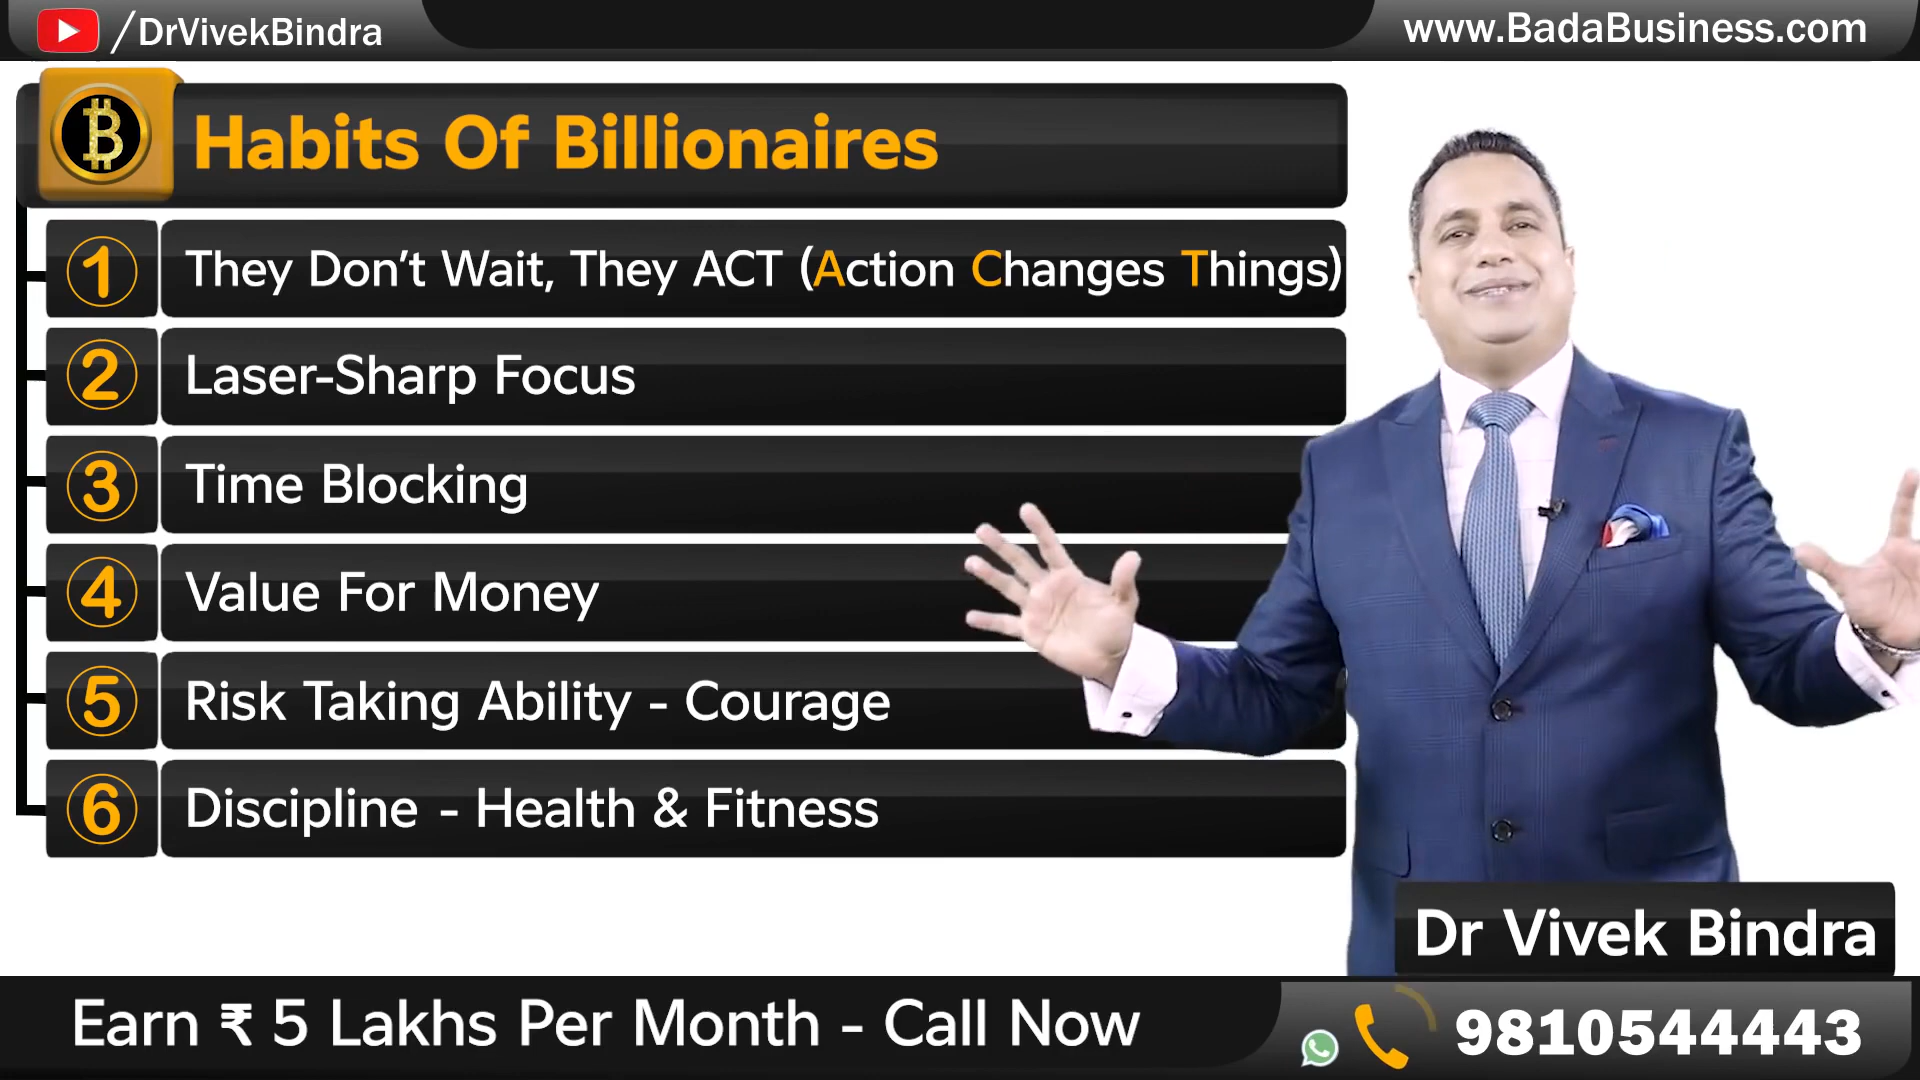 /DrVivekBindra
www.BadaBusiness.com
Habits Of Billionaires
1 They Don’t Wait, They ACT (Action Changes Things)
2 Laser-Sharp Focus
3 Time Blocking
4 Value For Money
5 Risk Taking Ability - Courage
6 Discipline - Health & Fitness
Dr Vivek Bindra
Earn ₹ 5 Lakhs Per Month - Call Now
9810544443